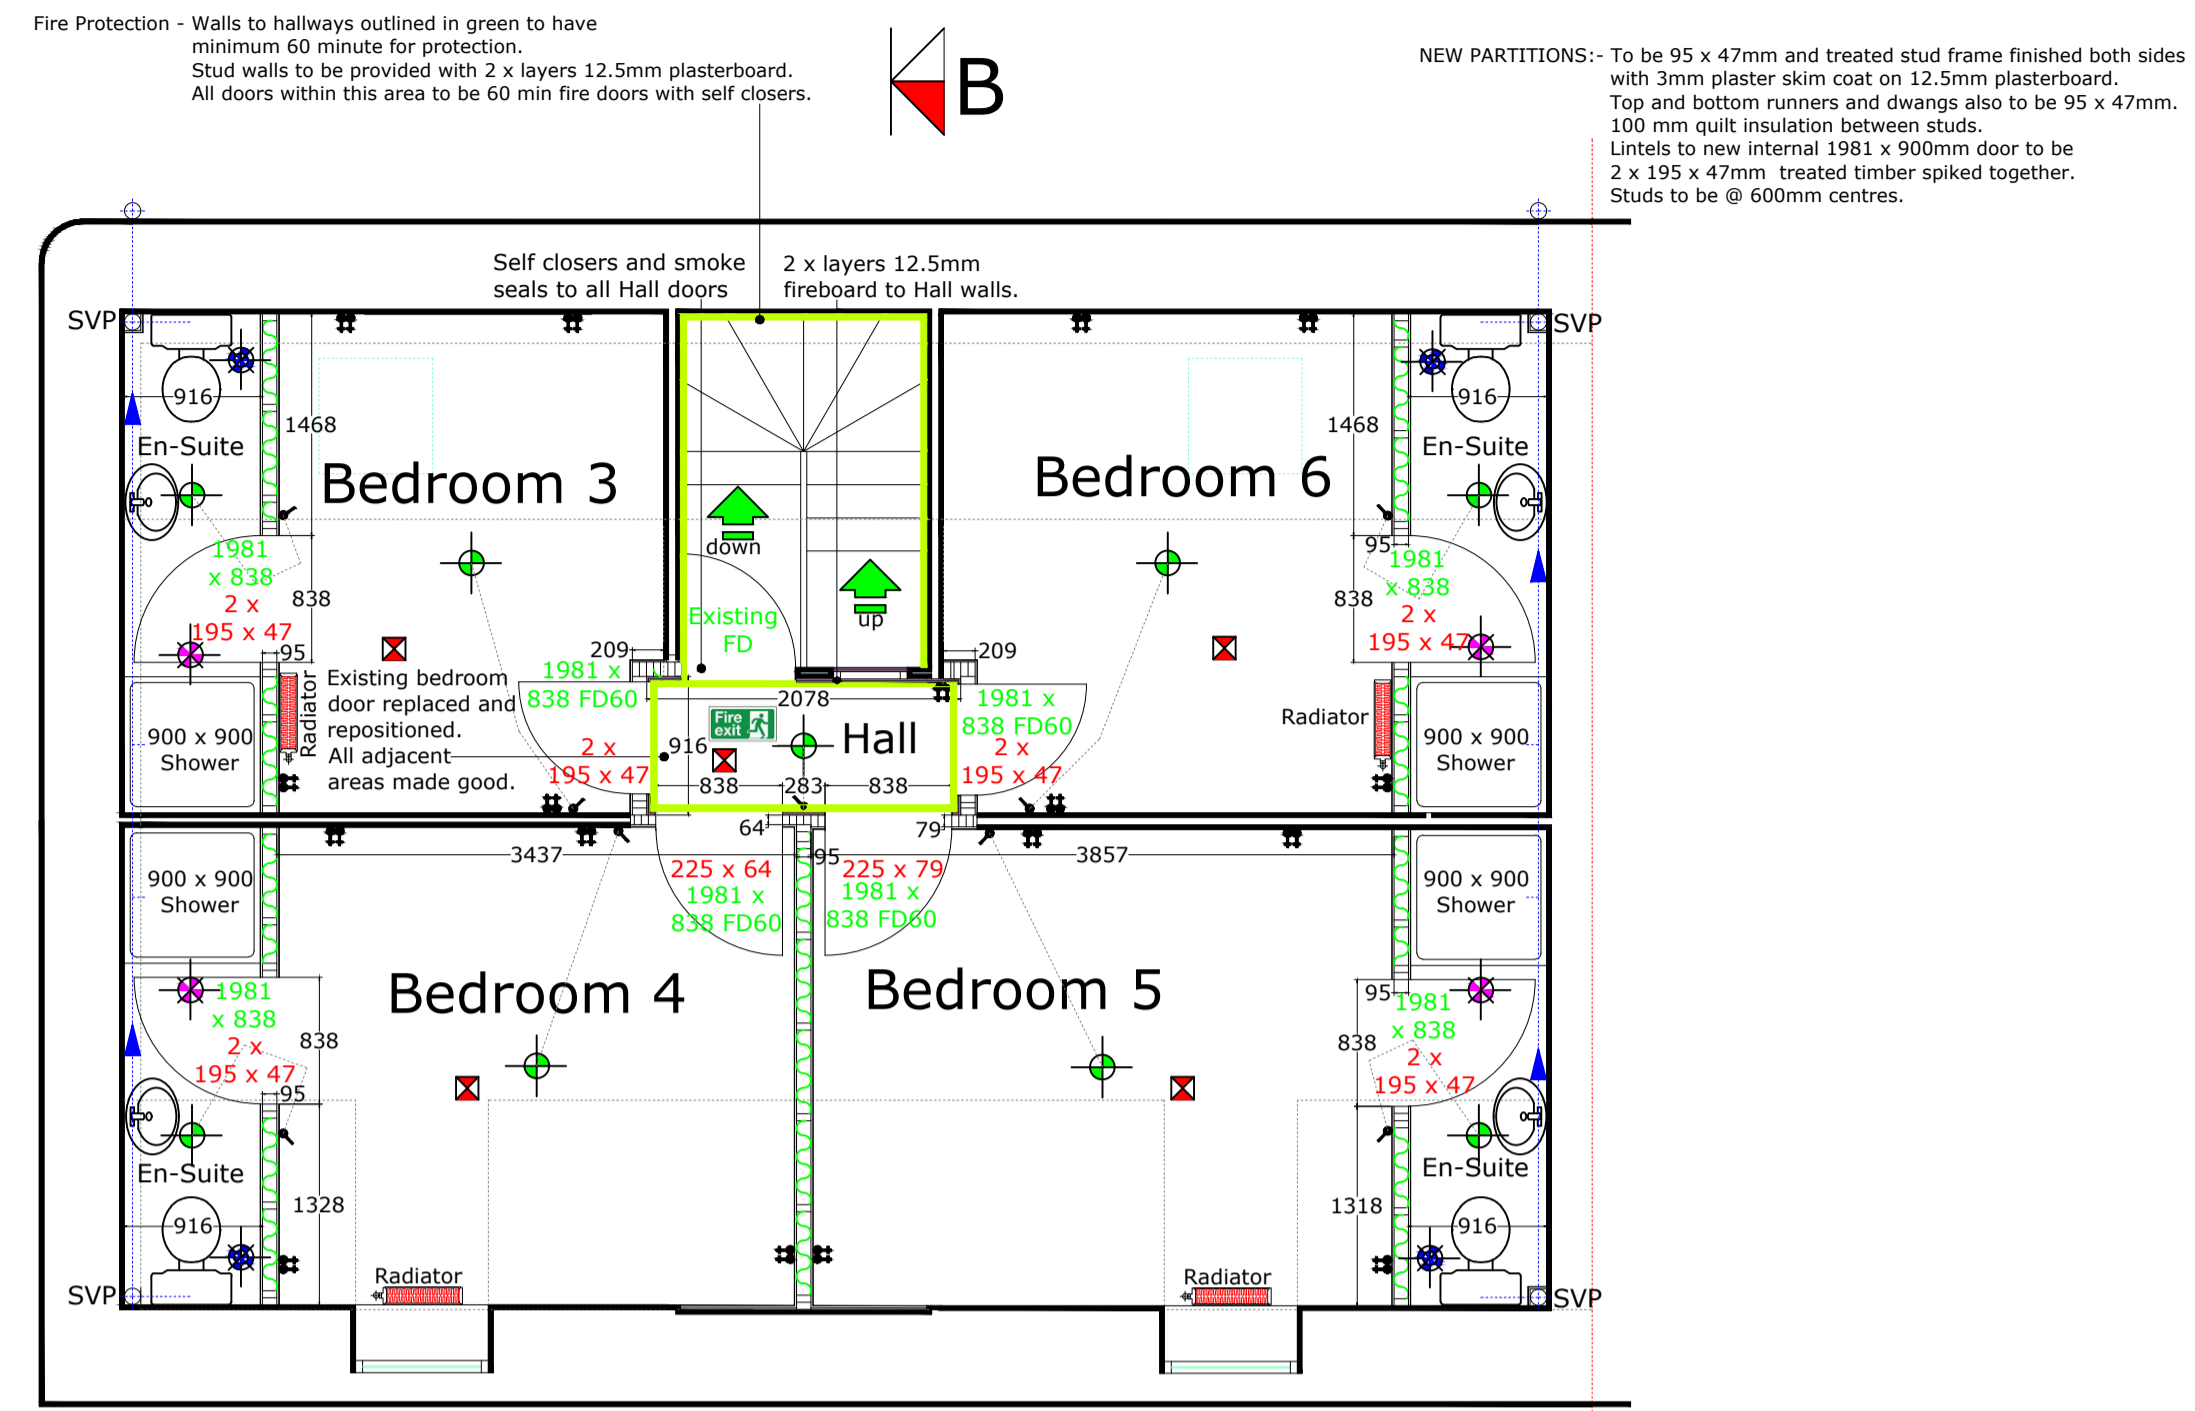 Fire Protection - Walls to hallways outlined in green to have
minimum 60 minute for protection.
Stud walls to be provided with 2 x layers 12.5mm plasterboard.
All doors within this area to be 60 min fire doors with self closers.
B
NEW PARTITIONS:- To be 95 x 47mm and treated stud frame finished both sides
with 3mm plaster skim coat on 12.5mm plasterboard.
Top and bottom runners and dwangs also to be 95 x 47mm.
100 mm quilt insulation between studs.
Lintels to new internal 1981 x 900mm door to be
2 x 195 x 47mm treated timber spiked together.
Studs to be @ 600mm centres.
Self closers and smoke
seals to all Hall doors
2 x layers 12.5mm
fireboard to Hall walls.
SVP
SVP
916
916
1468
1468
En-Suite
En-Suite
Bedroom 3
Bedroom 6
down
up
Existing
FD
1981
x 838
2 x
195 x 47
838
95
95
1981
x 838
2 x
195 x 47
838
209
209
1981 x
838 FD60
2 x
195 x 47
1981 x
838 FD60
2 x
195 x 47
Existing bedroom
door replaced and
repositioned.
All adjacent
areas made good.
Radiator
Radiator
900 x 900
Shower
900 x 900
Shower
2078
Fire
exit
Hall
916
838
283
838
64
79
3437
95
3857
225 x 64
1981 x
838 FD60
225 x 79
1981 x
838 FD60
900 x 900
Shower
900 x 900
Shower
Bedroom 4
Bedroom 5
1981
x 838
2 x
195 x 47
838
95
95
1981
x 838
2 x
195 x 47
838
En-Suite
En-Suite
1328
1318
916
916
Radiator
Radiator
SVP
SVP